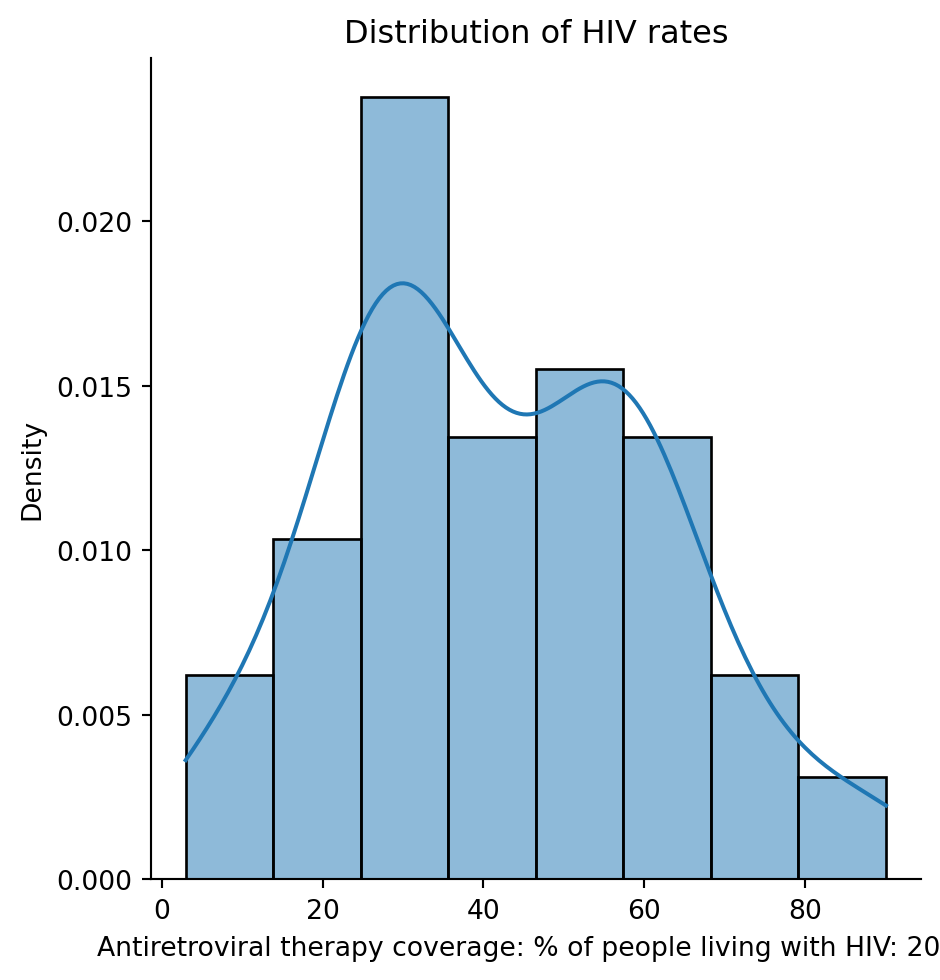 Distribution of HIV rates
Density
0.020
0.015
0.010
0.005
0.000
0 20 40 60 80
Antiretroviral therapy coverage: % of people living with HIV: 20